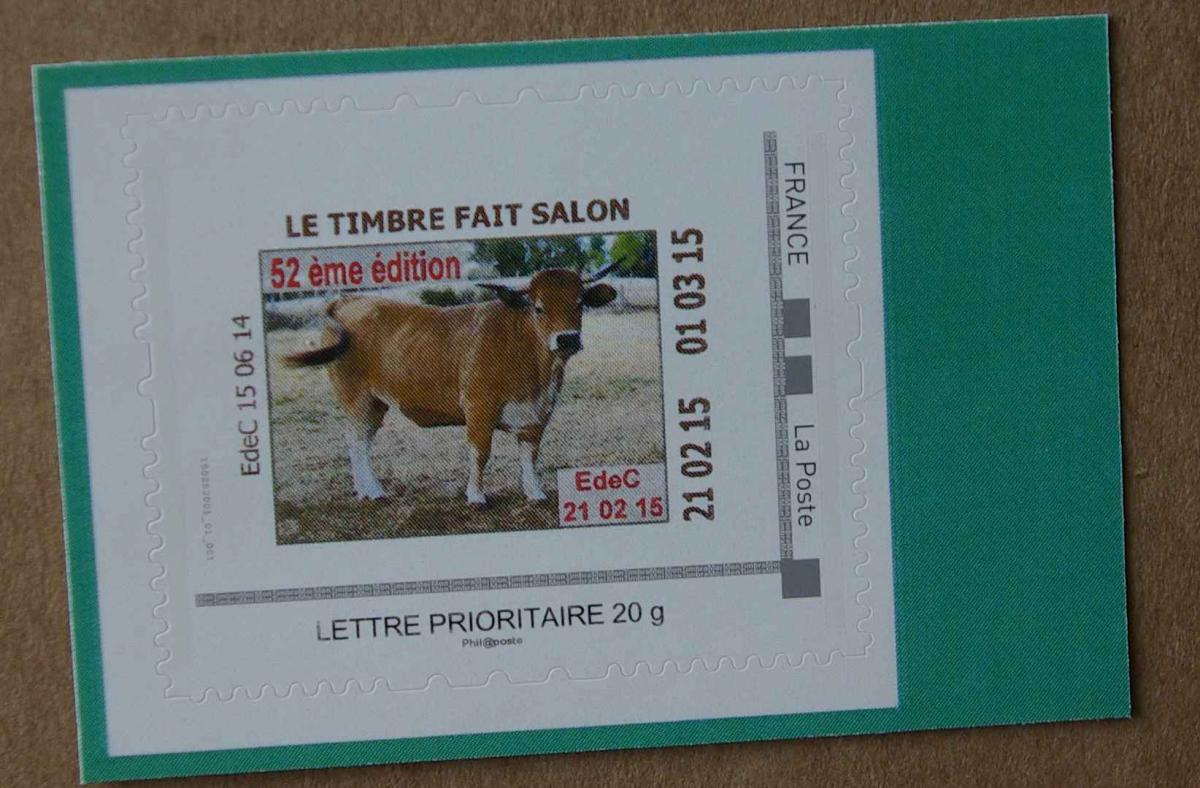 LE TIMBRE FAIT SALON
52 ème édition
EdeC 15 06 14
EdeC
21 02 15
21 02 15 01 03 15
FRANCE
La Poste
LETTRE PRIORITAIRE 20 g
Phil@poste